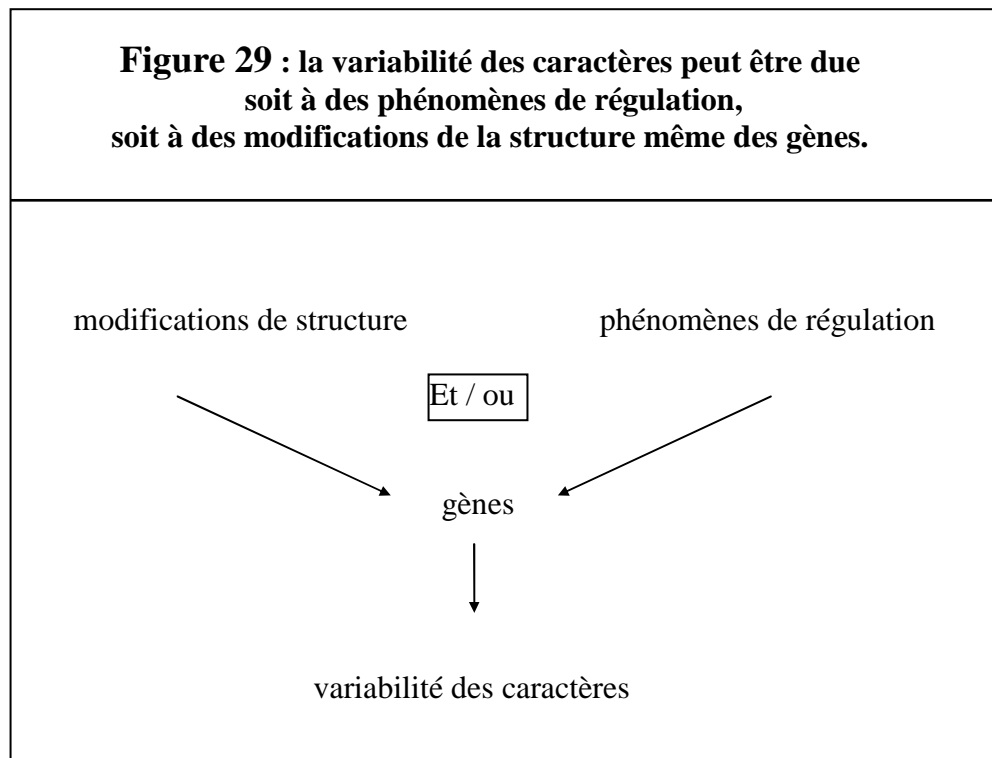 Figure 29 : la variabilité des caractères peut être due
soit à des phénomènes de régulation,
soit à des modifications de la structure même des gènes.
modifications de structure
phénomènes de régulation
Et / ou
gènes
variabilité des caractères